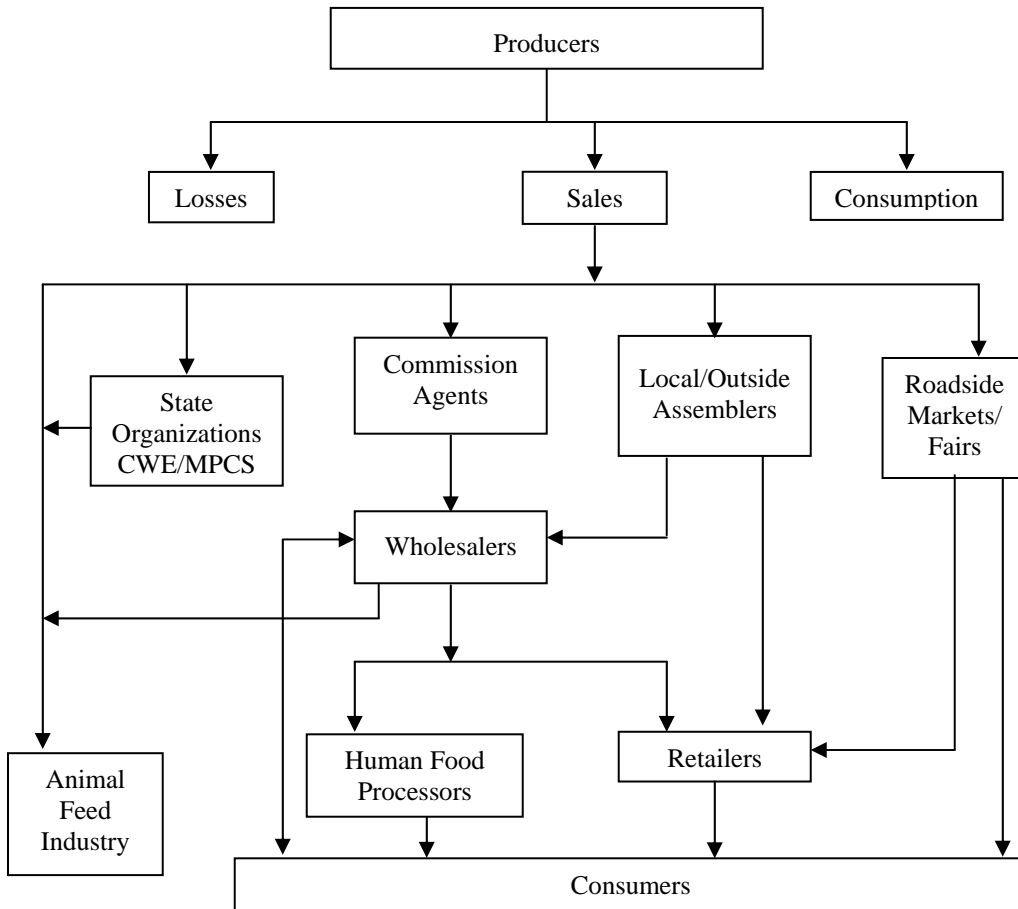 Producers
Losses
Sales
Consumption
Commission
Agents
Local/Outside
Assemblers
Roadside
Markets/
Fairs
State
Organizations
CWE/MPCS
Wholesalers
Human Food
Processors
Retailers
Animal
Feed
Industry
Consumers